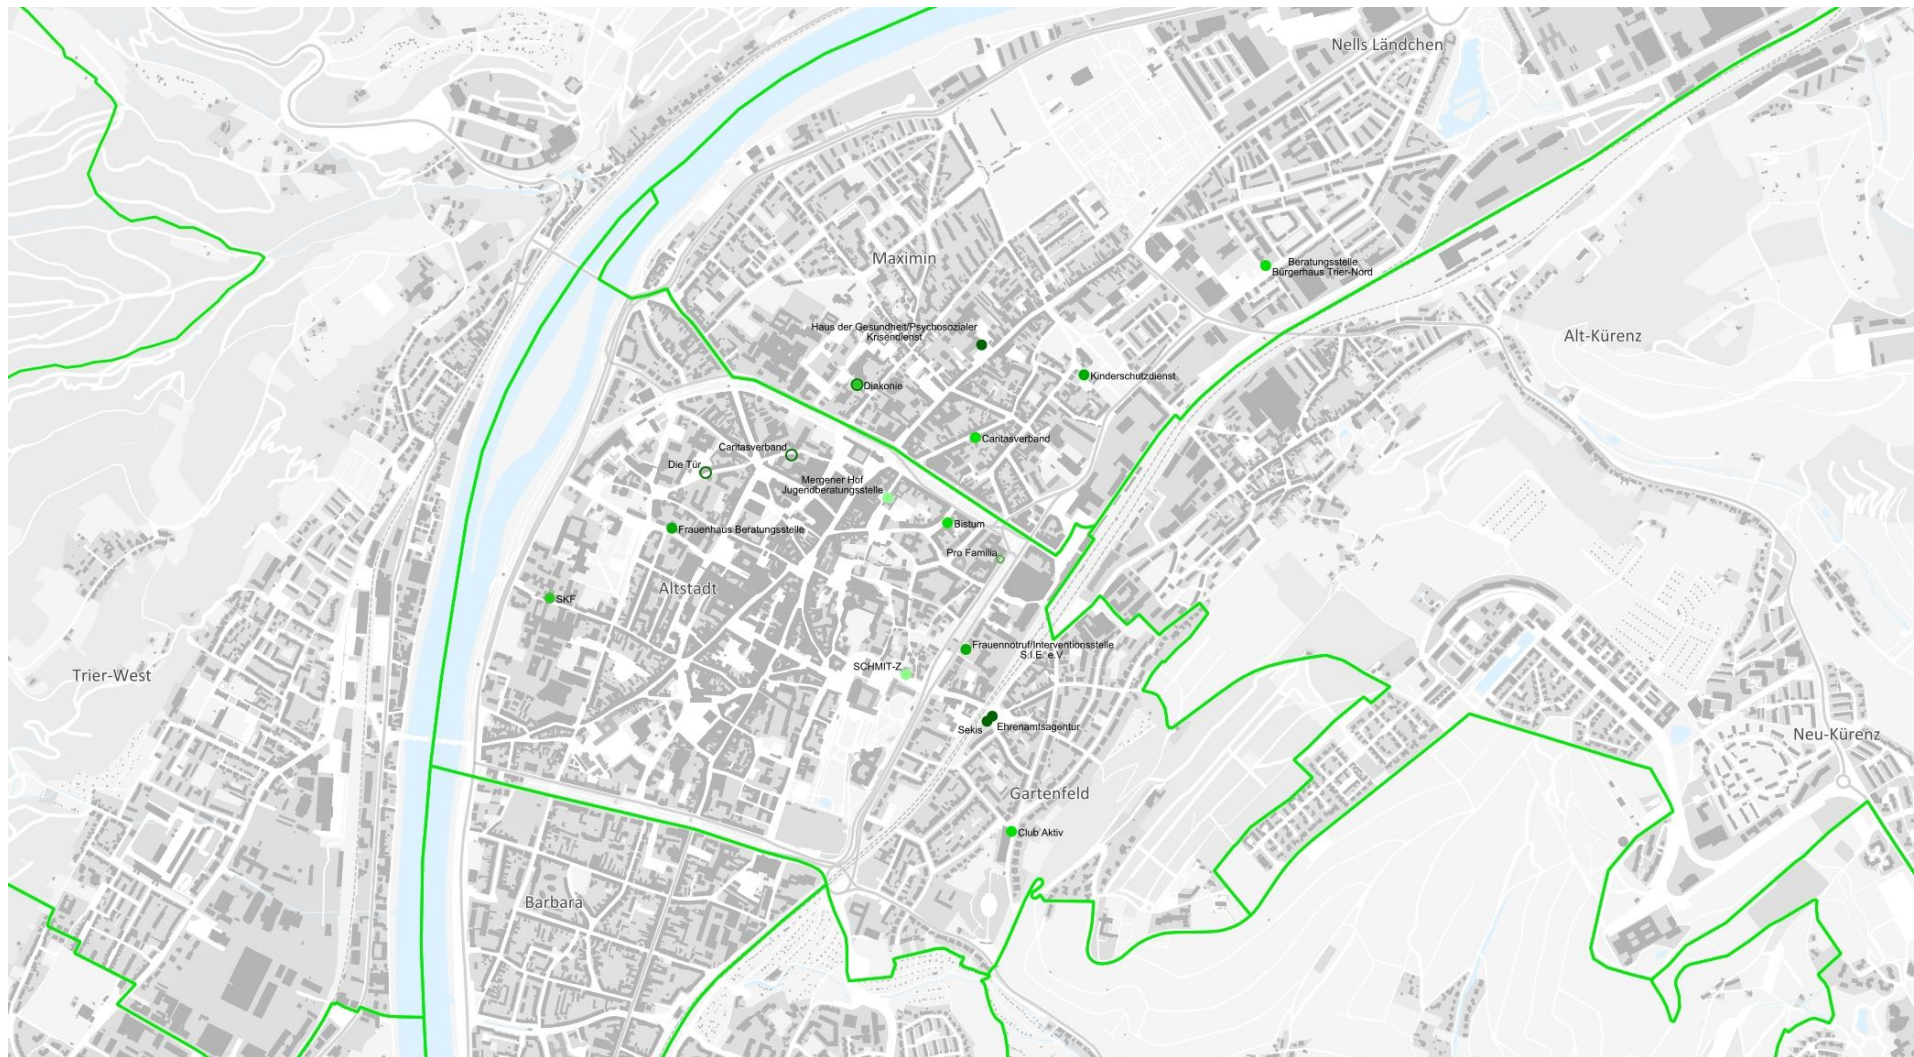 Nells Ländchen
Maximin
Beratungsstelle
Bürgerhaus Trier-Nord
Haus der Gesundheit/Psychosozialer
Krisendienst
Alt-Kürenz
Kinderschutzdienst
Diakonie
Caritasverband
Caritasverband
Die Tür
Mergener Hof
Jugendberatungsstelle
Bistum
Frauenhaus Beratungsstelle
Pro Familia
Altstadt
SKF
Frauennotruf/Interventionsstelle
S.I.E. e.V.
SCHMIT-Z
Trier-West
Sekis
Ehrenamtsagentur
Neu-Kürenz
Gartenfeld
Club Aktiv
Barbara